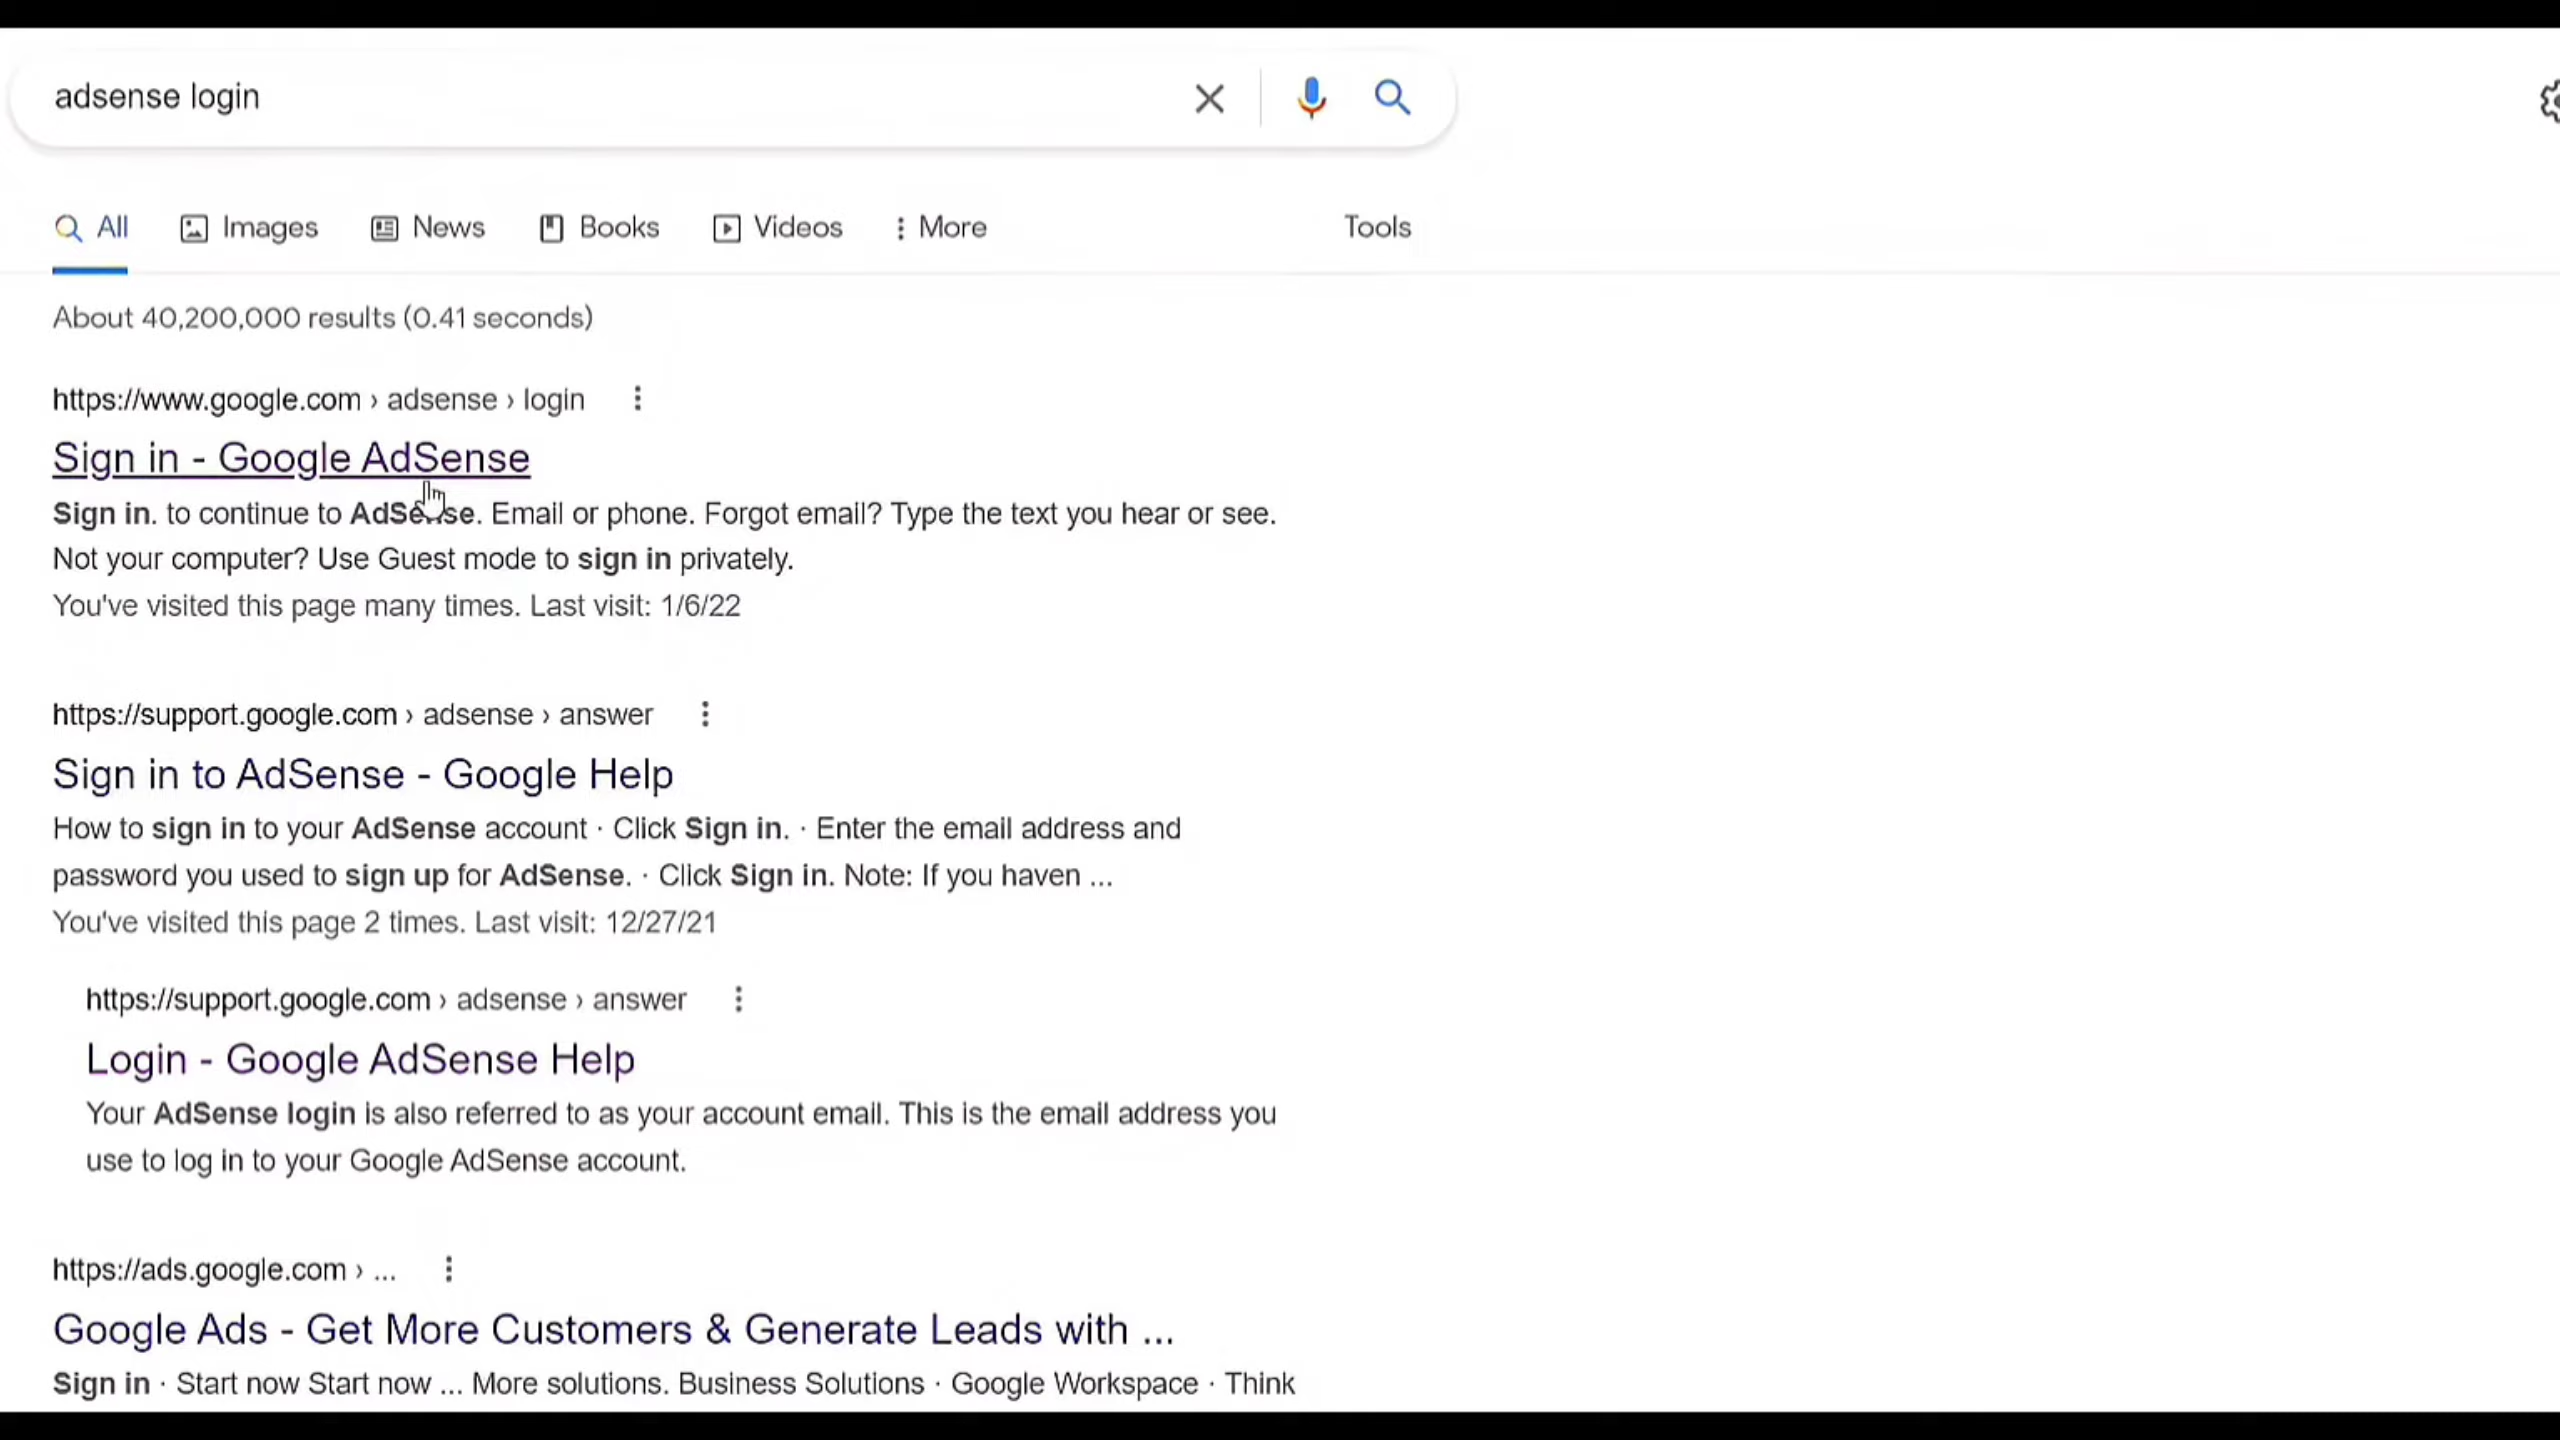 adsense login
All Images News Books Videos More Tools
About 40,200,000 results (0.41 seconds)
https://www.google.com › adsense › login
Sign in - Google AdSense
Sign in. to continue to AdSense. Email or phone. Forgot email? Type the text you hear or see.
Not your computer? Use Guest mode to sign in privately.
You've visited this page many times. Last visit: 1/6/22
https://support.google.com › adsense › answer
Sign in to AdSense - Google Help
How to sign in to your AdSense account · Click Sign in. · Enter the email address and
password you used to sign up for AdSense. · Click Sign in. Note: If you haven ...
You've visited this page 2 times. Last visit: 12/27/21
https://support.google.com › adsense › answer
Login - Google AdSense Help
Your AdSense login is also referred to as your account email. This is the email address you
use to log in to your Google AdSense account.
https://ads.google.com › ...
Google Ads - Get More Customers & Generate Leads with ...
Sign in · Start now Start now ... More solutions. Business Solutions · Google Workspace · Think